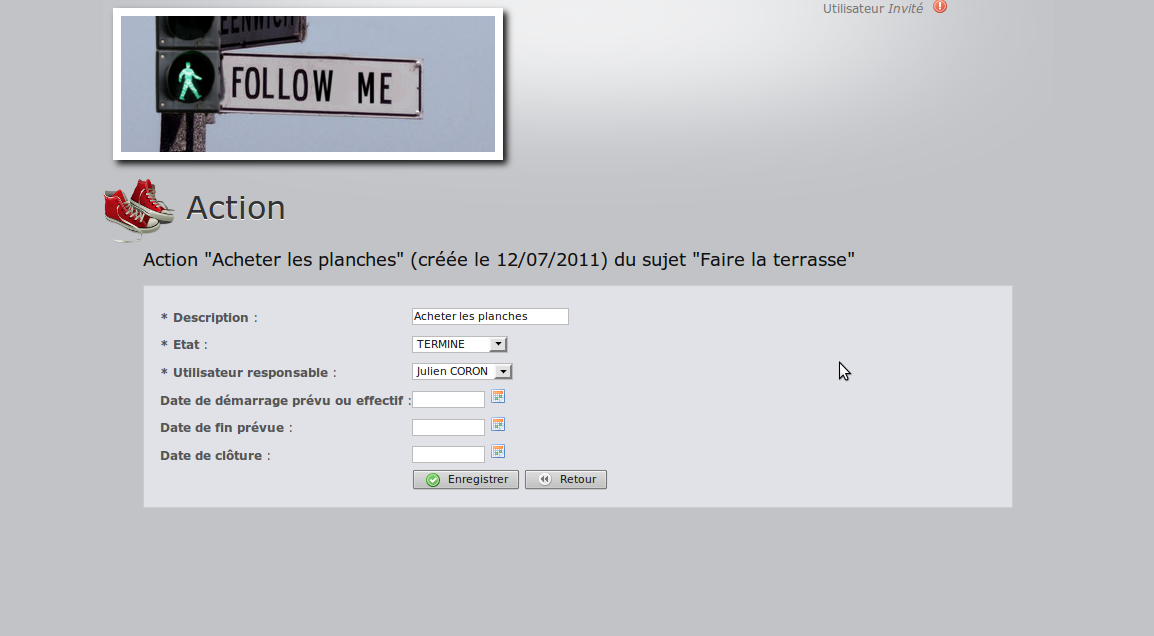 Utilisateur Invité
FOLLOW ME
Action
Action "Acheter les planches" (créée le 12/07/2011) du sujet "Faire la terrasse"
* Description : Acheter les planches
* Etat : TERMINE
* Utilisateur responsable : Julien CORON
Date de démarrage prévu ou effectif :
Date de fin prévue :
Date de clôture :
Enregistrer Retour